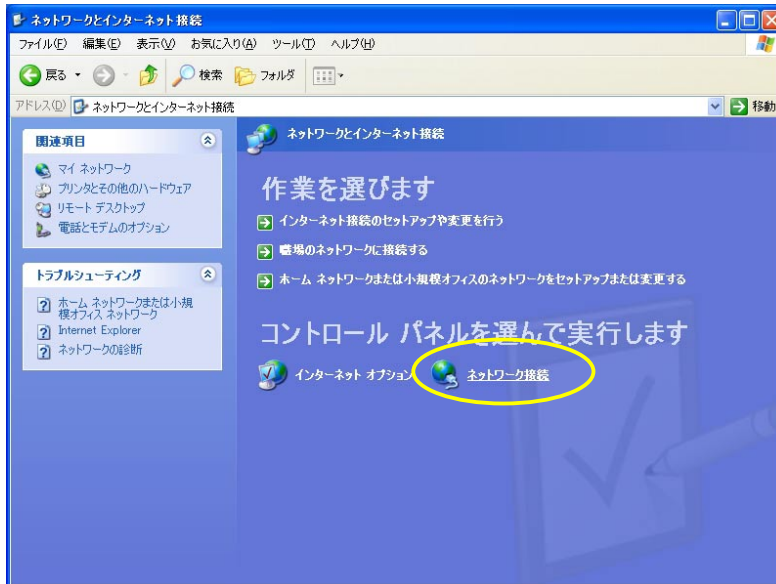 ネットワークとインターネット接続
ファイル(F) 編集(E) 表示(V) お気に入り(A) ツール(T) ヘルプ(H)
戻る 検索 フォルダ
アドレス(D) ネットワークとインターネット接続 移動
関連項目
マイ ネットワーク
プリンタとその他のハードウェア
リモート デスクトップ
電話とモデムのオプション
トラブルシューティング
ホーム ネットワークまたは小規
模オフィス ネットワーク
Internet Explorer
ネットワークの診断
ネットワークとインターネット接続
作業を選びます
インターネット接続のセットアップや変更を行う
職場のネットワークに接続する
ホーム ネットワークまたは小規模オフィスのネットワークをセットアップまたは変更する
コントロール パネルを選んで実行します
インターネット オプション ネットワーク接続